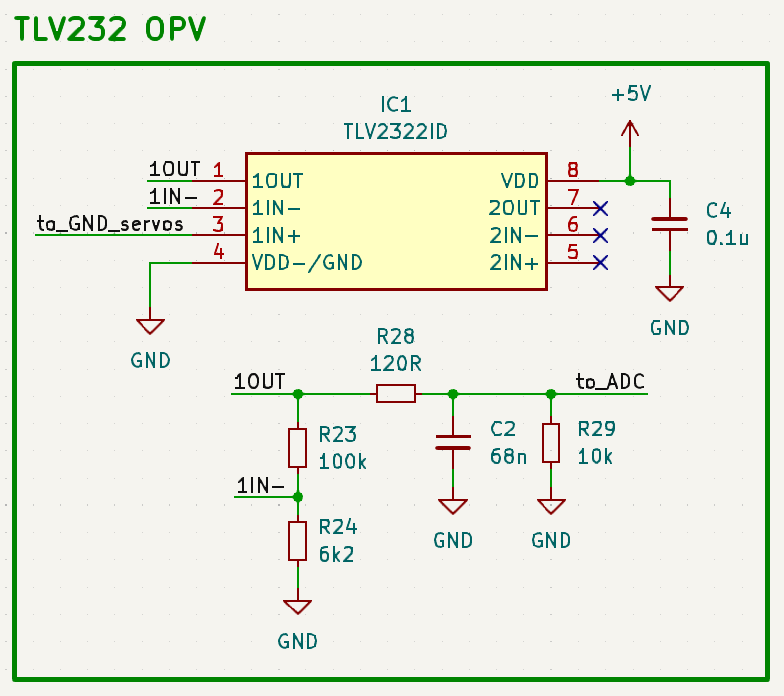 TLV232 OPV
IC1
TLV2322ID
+5V
1OUT 1 1OUT VDD 8
1IN- 2 1IN- 2OUT 7
to_GND_servos 3 1IN+ 2IN- 6
4 VDD-/GND 2IN+ 5
C4
0.1u
GND
GND
R28
120R
1OUT
to_ADC
R23
100k
C2
68n
R29
10k
1IN-
R24
6k2
GND
GND
GND